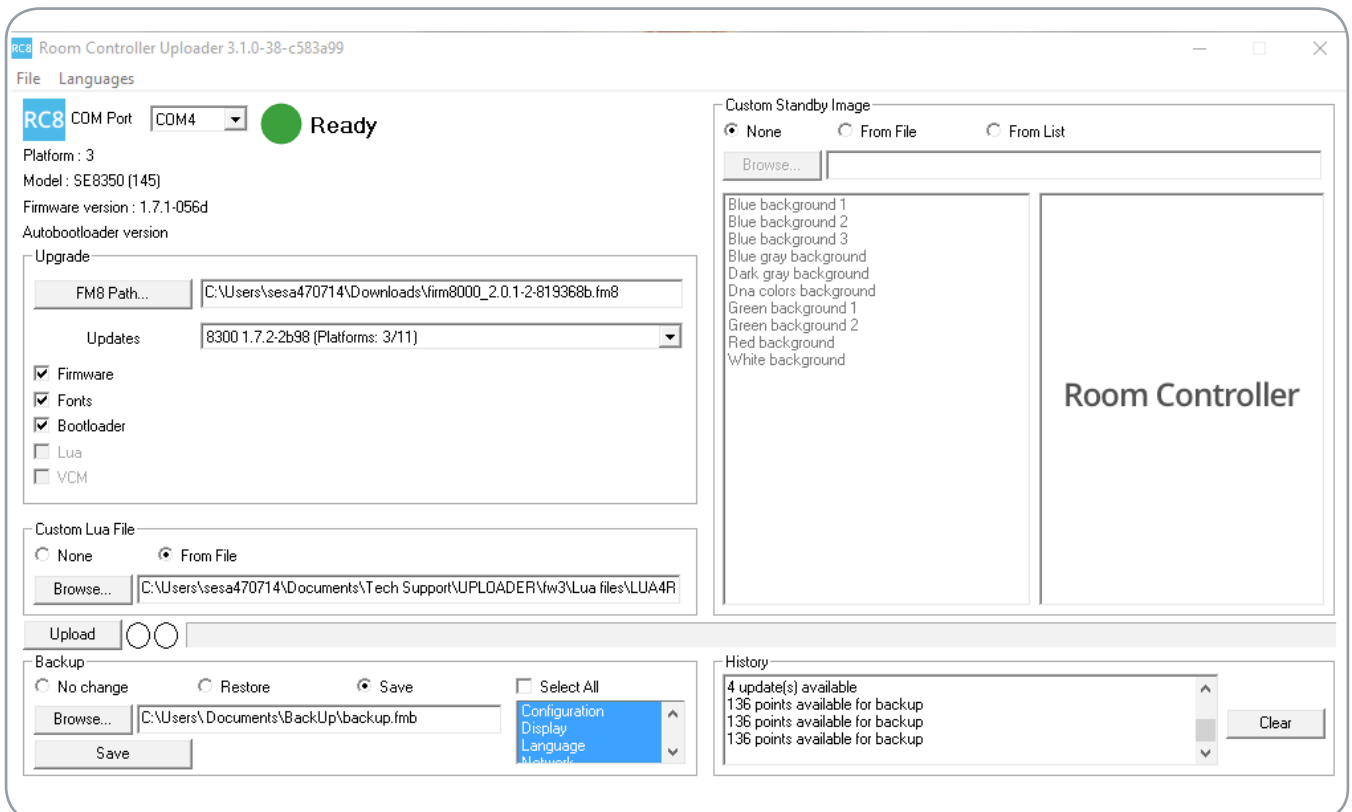 RC8 Room Controller Uploader 3.1.0-38-c583a99
File Languages
RC8 COM Port COM4 Ready
Platform : 3
Model : SE8350 (145)
Firmware version : 1.7.1-056d
Autobootloader version
Upgrade
FM8 Path... C:\Users\sesa470714\Downloads\firm8000_2.0.1-2-819368b.fm8
Updates 8300 1.7.2-2b98 (Platforms: 3/11)
Firmware
Fonts
Bootloader
Lua
VCM
Custom Lua File
None From File
Browse... C:\Users\sesa470714\Documents\Tech Support\UPLOADER\fw3\Lua files\LUA4R
Custom Standby Image
None From File From List
Browse...
Blue background 1
Blue background 2
Blue background 3
Blue gray background
Dark gray background
Dna colors background
Green background 1
Green background 2
Red background
White background
Room Controller
Upload
Backup
No change Restore Save Select All
Browse... C:\Users\ Documents\BackUp\backup.fmb
Save
Configuration
Display
Language
Network
History
4 update(s) available
136 points available for backup
136 points available for backup
136 points available for backup
Clear